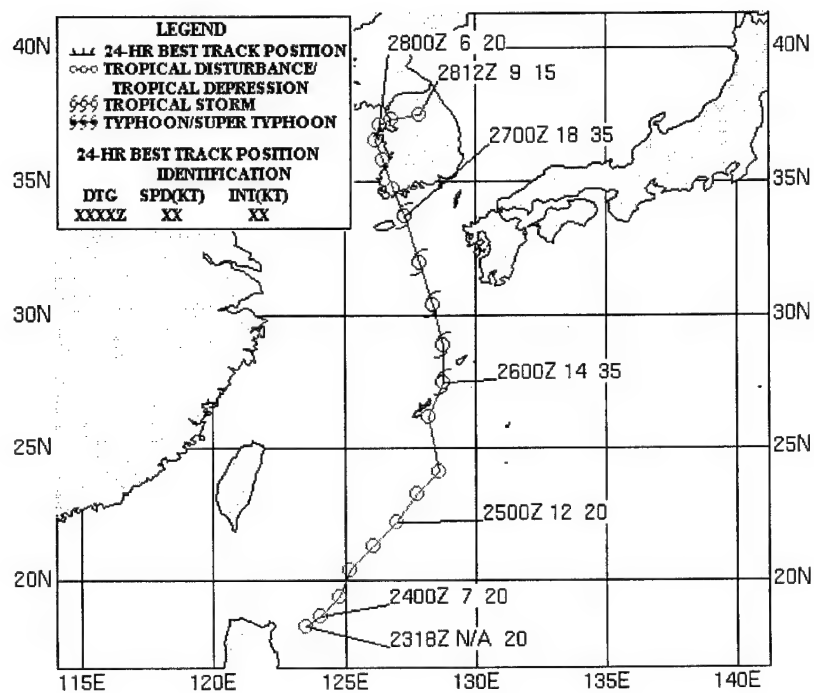 LEGEND
24-HR BEST TRACK POSITION
TROPICAL DISTURBANCE/
TROPICAL DEPRESSION
TROPICAL STORM
TYPHOON/SUPER TYPHOON
24-HR BEST TRACK POSITION
IDENTIFICATION
DTG SPD(KT) INT(KT)
XXXXZ XX XX
40N 2800Z 6 20 40N
2812Z 9 15
2700Z 18 35
35N 35N
30N 30N
2600Z 14 35
25N 25N
2500Z 12 20
20N 20N
2400Z 7 20
2318Z N/A 20
115E 120E 125E 130E 135E 140E